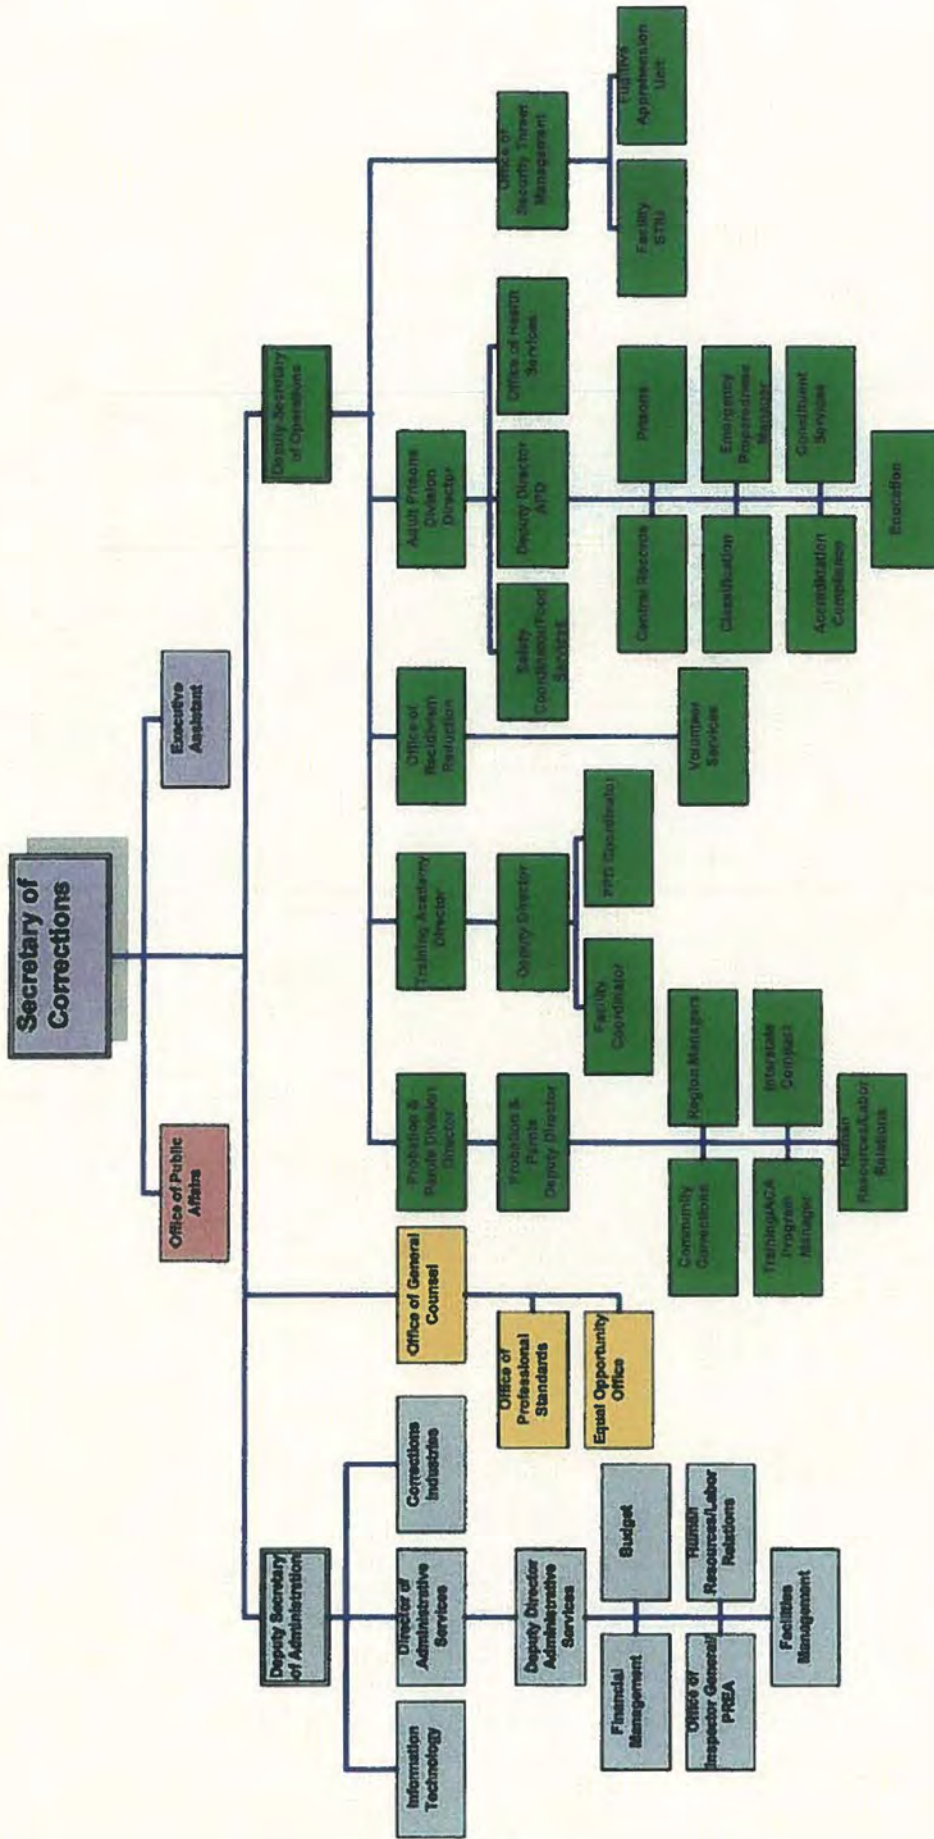 Secretary of
Corrections
Office of Public
Affairs
Executive
Assistant
Deputy Secretary
of Administration
Deputy Secretary
of Operations
Information
Technology
Director of
Administrative
Services
Corrections
Industries
Office of General
Counsel
Probation &
Parole Division
Director
Training Academy
Director
Office of
Recidivism
Reduction
Adult Prisons
Division
Director
Deputy Director
Administrative
Services
Office of
Professional
Standards
Probation &
Parole
Deputy Director
Deputy Director
Safety
Coordinator/Food
Services
Deputy Director
APD
Office of Health
Services
Office of
Security Threat
Management
Equal Opportunity
Office
Facility
Coordinator
PPD Coordinator
Financial
Management
Budget
Community
Corrections
Region Managers
Volunteer
Services
Central Records
Prisons
Facility
STIU
Fugitive
Apprehension
Unit
Office of
Inspector General/
PREA
Human
Resources/Labor
Relations
Training/ACA
Program
Manager
Interstate
Compact
Classification
Emergency
Preparedness
Manager
Facilities
Management
Human
Resources/Labor
Relations
Accreditation
Compliance
Constituent
Services
Education